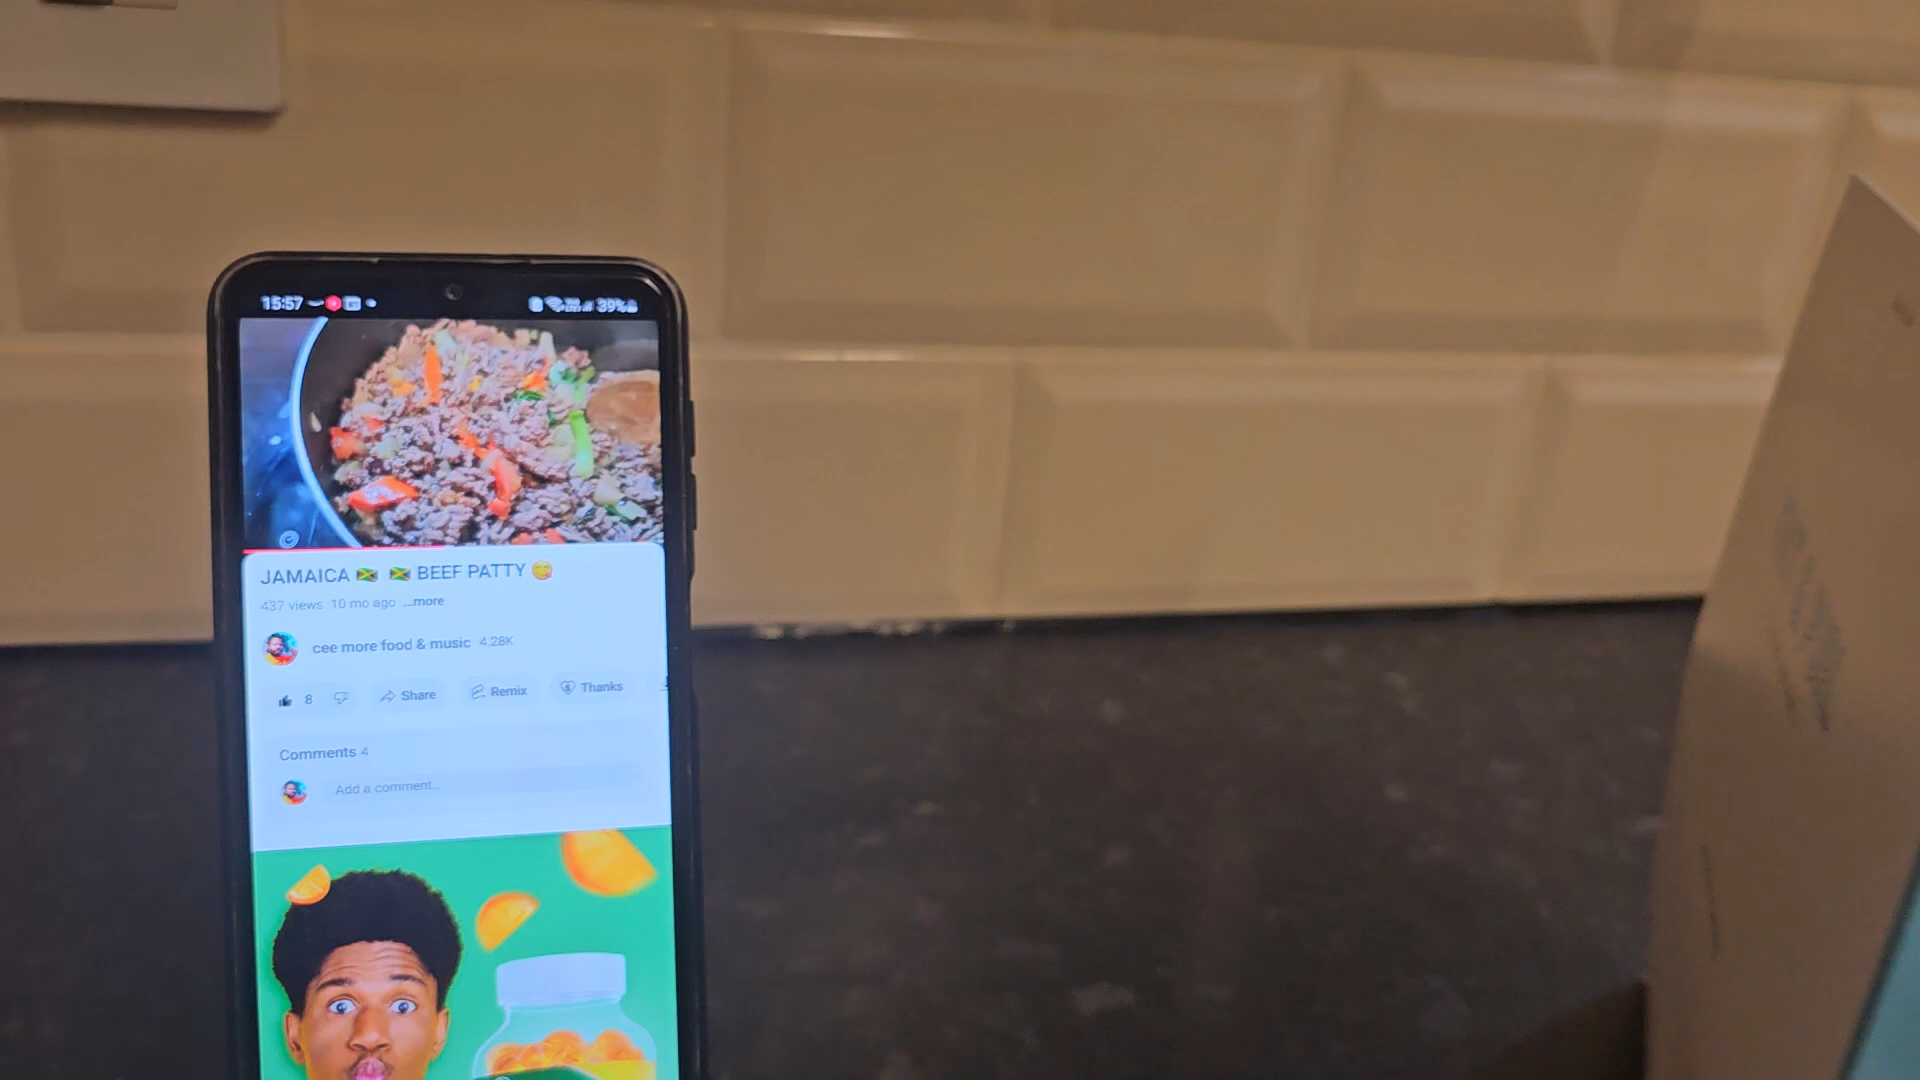 15:57 39%
JAMAICA 🇯🇲 🇯🇲 BEEF PATTY 😋
437 views 10 mo ago ...more
cee more food & music 4.28K
8 Share Remix Thanks
Comments 4
Add a comment...